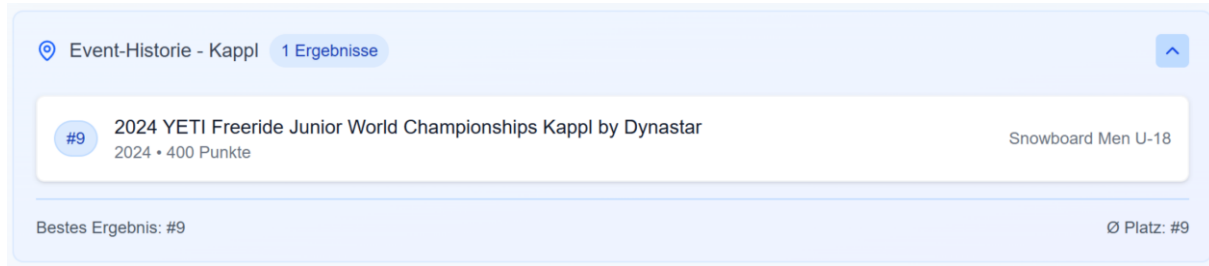 Event-Historie - Kappl 1 Ergebnisse
#9
2024 YETI Freeride Junior World Championships Kappl by Dynastar
2024 • 400 Punkte
Snowboard Men U-18
Bestes Ergebnis: #9
Ø Platz: #9